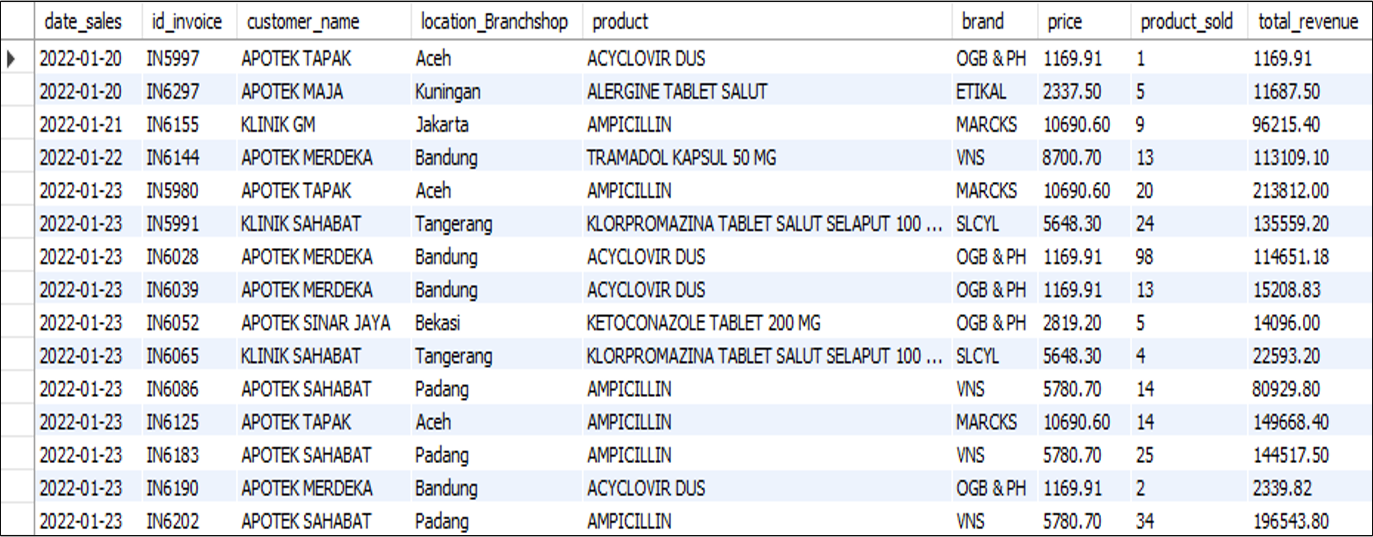 date_sales id_invoice customer_name location_Branchshop product brand price product_sold total_revenue
2022-01-20 IN5997 APOTEK TAPAK Aceh ACYCLOVIR DUS OGB & PH 1169.91 1 1169.91
2022-01-20 IN6297 APOTEK MAJA Kuningan ALERGINE TABLET SALUT ETIKAL 2337.50 5 11687.50
2022-01-21 IN6155 KLINIK GM Jakarta AMPICILLIN MARCKS 10690.60 9 96215.40
2022-01-22 IN6144 APOTEK MERDEKA Bandung TRAMADOL KAPSUL 50 MG VNS 8700.70 13 113109.10
2022-01-23 IN5980 APOTEK TAPAK Aceh AMPICILLIN MARCKS 10690.60 20 213812.00
2022-01-23 IN5991 KLINIK SAHABAT Tangerang KLORPROMAZINA TABLET SALUT SELAPUT 100 ... SLCYL 5648.30 24 135559.20
2022-01-23 IN6028 APOTEK MERDEKA Bandung ACYCLOVIR DUS OGB & PH 1169.91 98 114651.18
2022-01-23 IN6039 APOTEK MERDEKA Bandung ACYCLOVIR DUS OGB & PH 1169.91 13 15208.83
2022-01-23 IN6052 APOTEK SINAR JAYA Bekasi KETOCONAZOLE TABLET 200 MG OGB & PH 2819.20 5 14096.00
2022-01-23 IN6065 KLINIK SAHABAT Tangerang KLORPROMAZINA TABLET SALUT SELAPUT 100 ... SLCYL 5648.30 4 22593.20
2022-01-23 IN6086 APOTEK SAHABAT Padang AMPICILLIN VNS 5780.70 14 80929.80
2022-01-23 IN6125 APOTEK TAPAK Aceh AMPICILLIN MARCKS 10690.60 14 149668.40
2022-01-23 IN6183 APOTEK SAHABAT Padang AMPICILLIN VNS 5780.70 25 144517.50
2022-01-23 IN6190 APOTEK MERDEKA Bandung ACYCLOVIR DUS OGB & PH 1169.91 2 2339.82
2022-01-23 IN6202 APOTEK SAHABAT Padang AMPICILLIN VNS 5780.70 34 196543.80